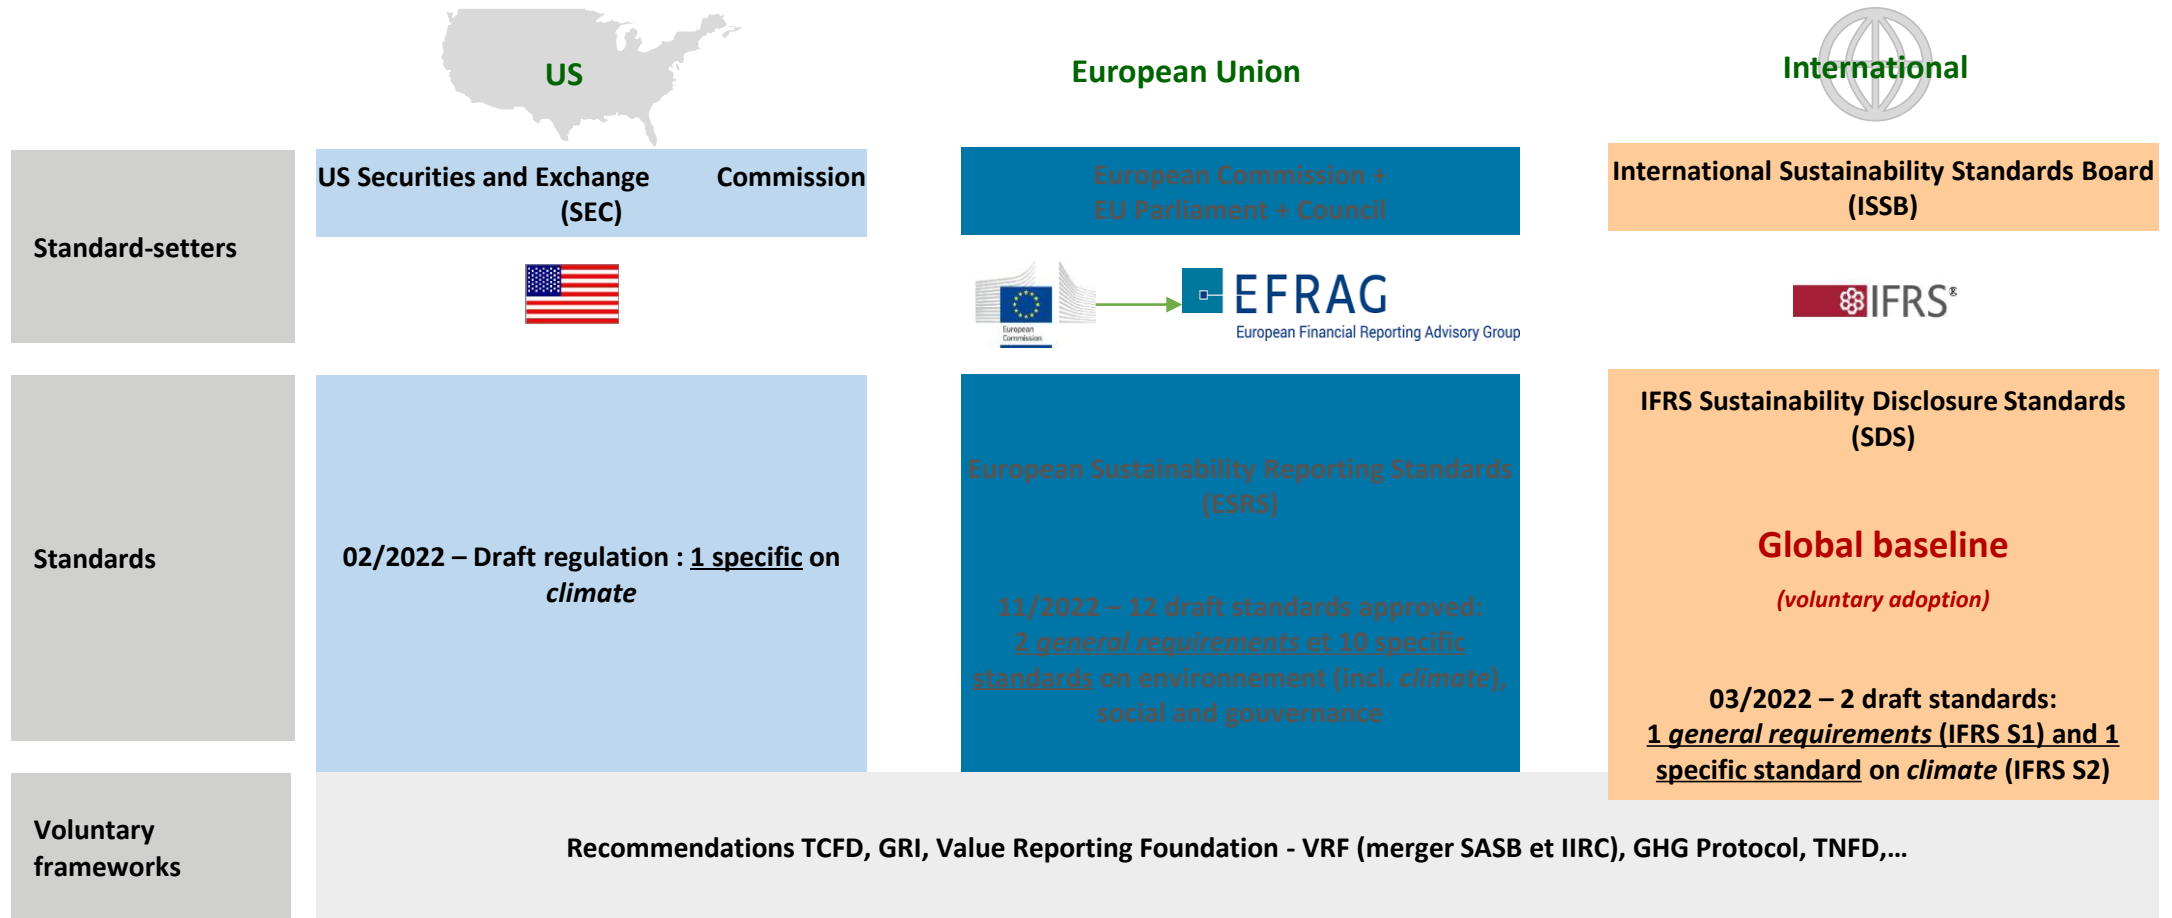 US
European Union
International
Standard-setters
US Securities and Exchange Commission
(SEC)
European Commission +
EU Parliament + Council
International Sustainability Standards Board
(ISSB)
European
Commission
EFRAG
European Financial Reporting Advisory Group
IFRS®
Standards
02/2022 – Draft regulation : 1 specific on
climate
European Sustainability Reporting Standards
(ESRS)
11/2022 – 12 draft standards approved:
2 general requirements et 10 specific
standards on environnement (incl. climate),
social and gouvernance
IFRS Sustainability Disclosure Standards
(SDS)
Global baseline
(voluntary adoption)
03/2022 – 2 draft standards:
1 general requirements (IFRS S1) and 1
specific standard on climate (IFRS S2)
Voluntary
frameworks
Recommendations TCFD, GRI, Value Reporting Foundation - VRF (merger SASB et IIRC), GHG Protocol, TNFD,...